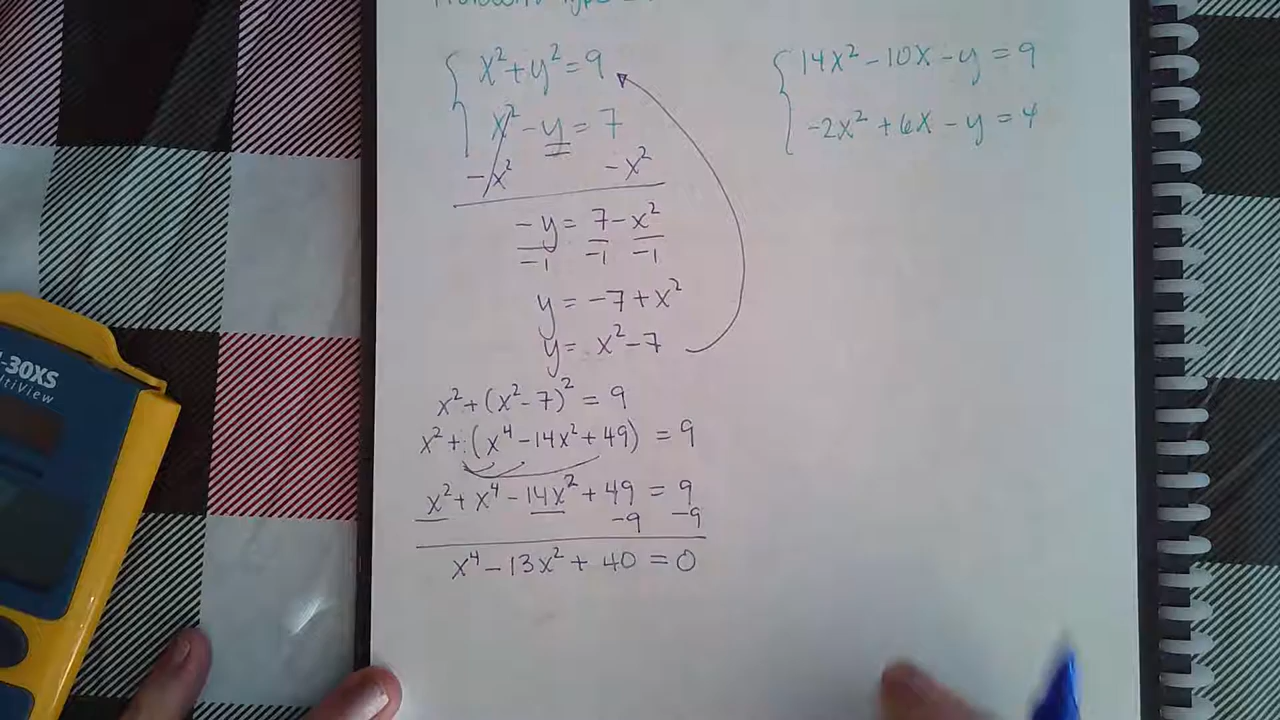 x² + y² = 9
x² - y = 7
-x² -x²
-y = 7 - x²
-1 -1 -1
y = -7 + x²
y = x² - 7
x² + (x² - 7)² = 9
x² + (x⁴ - 14x² + 49) = 9
x² + x⁴ - 14x² + 49 = 9
-9 -9
x⁴ - 13x² + 40 = 0
14x² - 10x - y = 9
-2x² + 6x - y = 4
-30XS
MultiView